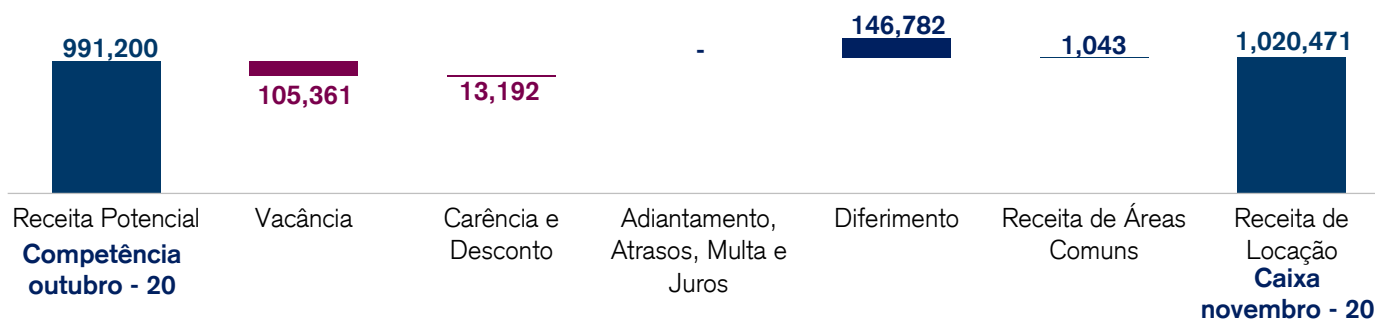 991,200
105,361
13,192
-
146,782
1,043
1,020,471
Receita Potencial
Competência
outubro - 20
Vacância
Carência e
Desconto
Adiantamento,
Atrasos, Multa e
Juros
Diferimento
Receita de Áreas
Comuns
Receita de
Locação
Caixa
novembro - 20